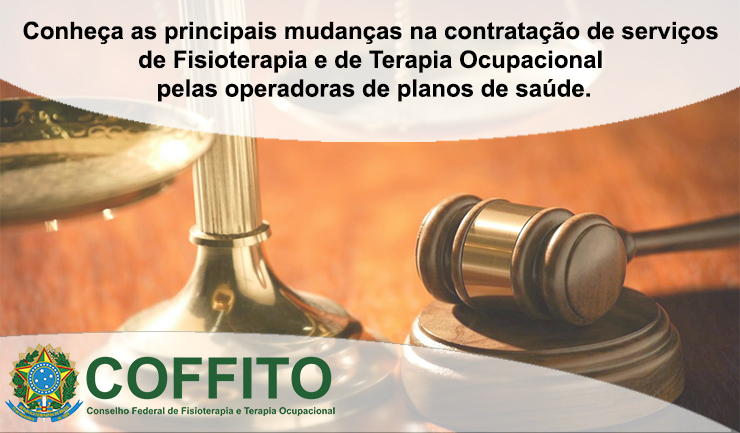 Conheça as principais mudanças na contratação de serviços
de Fisioterapia e de Terapia Ocupacional
pelas operadoras de planos de saúde.
COFFITO
Conselho Federal de Fisioterapia e Terapia Ocupacional